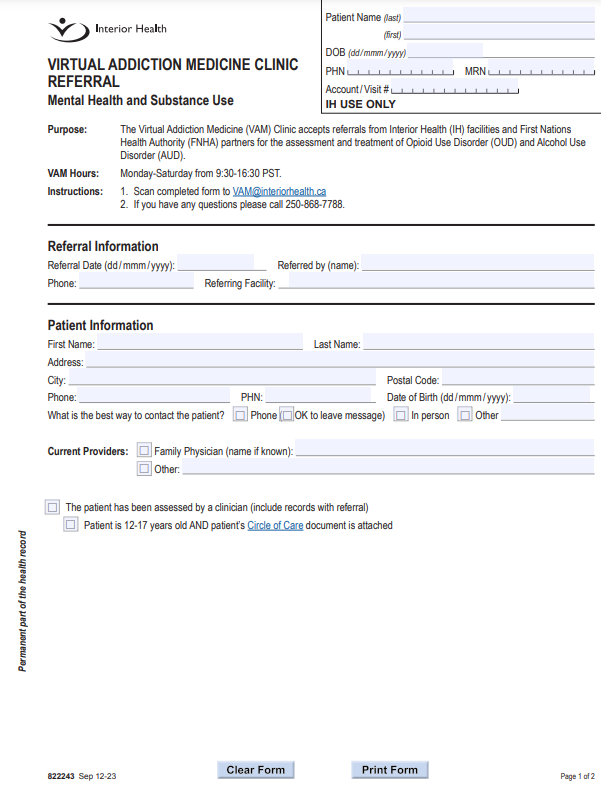 Interior Health
VIRTUAL ADDICTION MEDICINE CLINIC
REFERRAL
Mental Health and Substance Use
Patient Name (last)
(first)
DOB (dd/mmm/yyyy)
PHN MRN
Account/Visit #
IH USE ONLY
Purpose: The Virtual Addiction Medicine (VAM) Clinic accepts referrals from Interior Health (IH) facilities and First Nations
Health Authority (FNHA) partners for the assessment and treatment of Opioid Use Disorder (OUD) and Alcohol Use
Disorder (AUD).
VAM Hours: Monday-Saturday from 9:30-16:30 PST.
Instructions: 1. Scan completed form to VAM@interiorhealth.ca
2. If you have any questions please call 250-868-7788.
Referral Information
Referral Date (dd/mmm/yyyy): Referred by (name):
Phone: Referring Facility:
Patient Information
First Name: Last Name:
Address:
City: Postal Code:
Phone: PHN: Date of Birth (dd/mmm/yyyy):
What is the best way to contact the patient? Phone (OK to leave message) In person Other
Current Providers: Family Physician (name if known):
Other:
The patient has been assessed by a clinician (include records with referral)
Patient is 12-17 years old AND patient's Circle of Care document is attached
Permanent part of the health record
822243 Sep 12-23
Clear Form
Print Form
Page 1 of 2